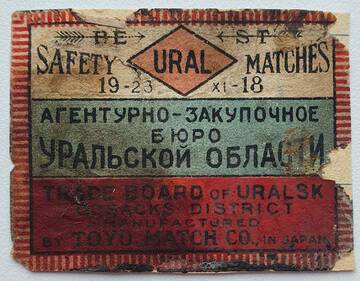 BE ST
SAFETY URAL MATCHES
19-23 XI-18
АГЕНТУРНО-ЗАКУПОЧНОЕ
БЮРО
УРАЛЬСКОЙ ОБЛАСТИ
TRADE BOARD OF URALSK
COSSACKS DISTRICT
MANUFACTURED
BY TOYO MATCH CO., IN JAPAN